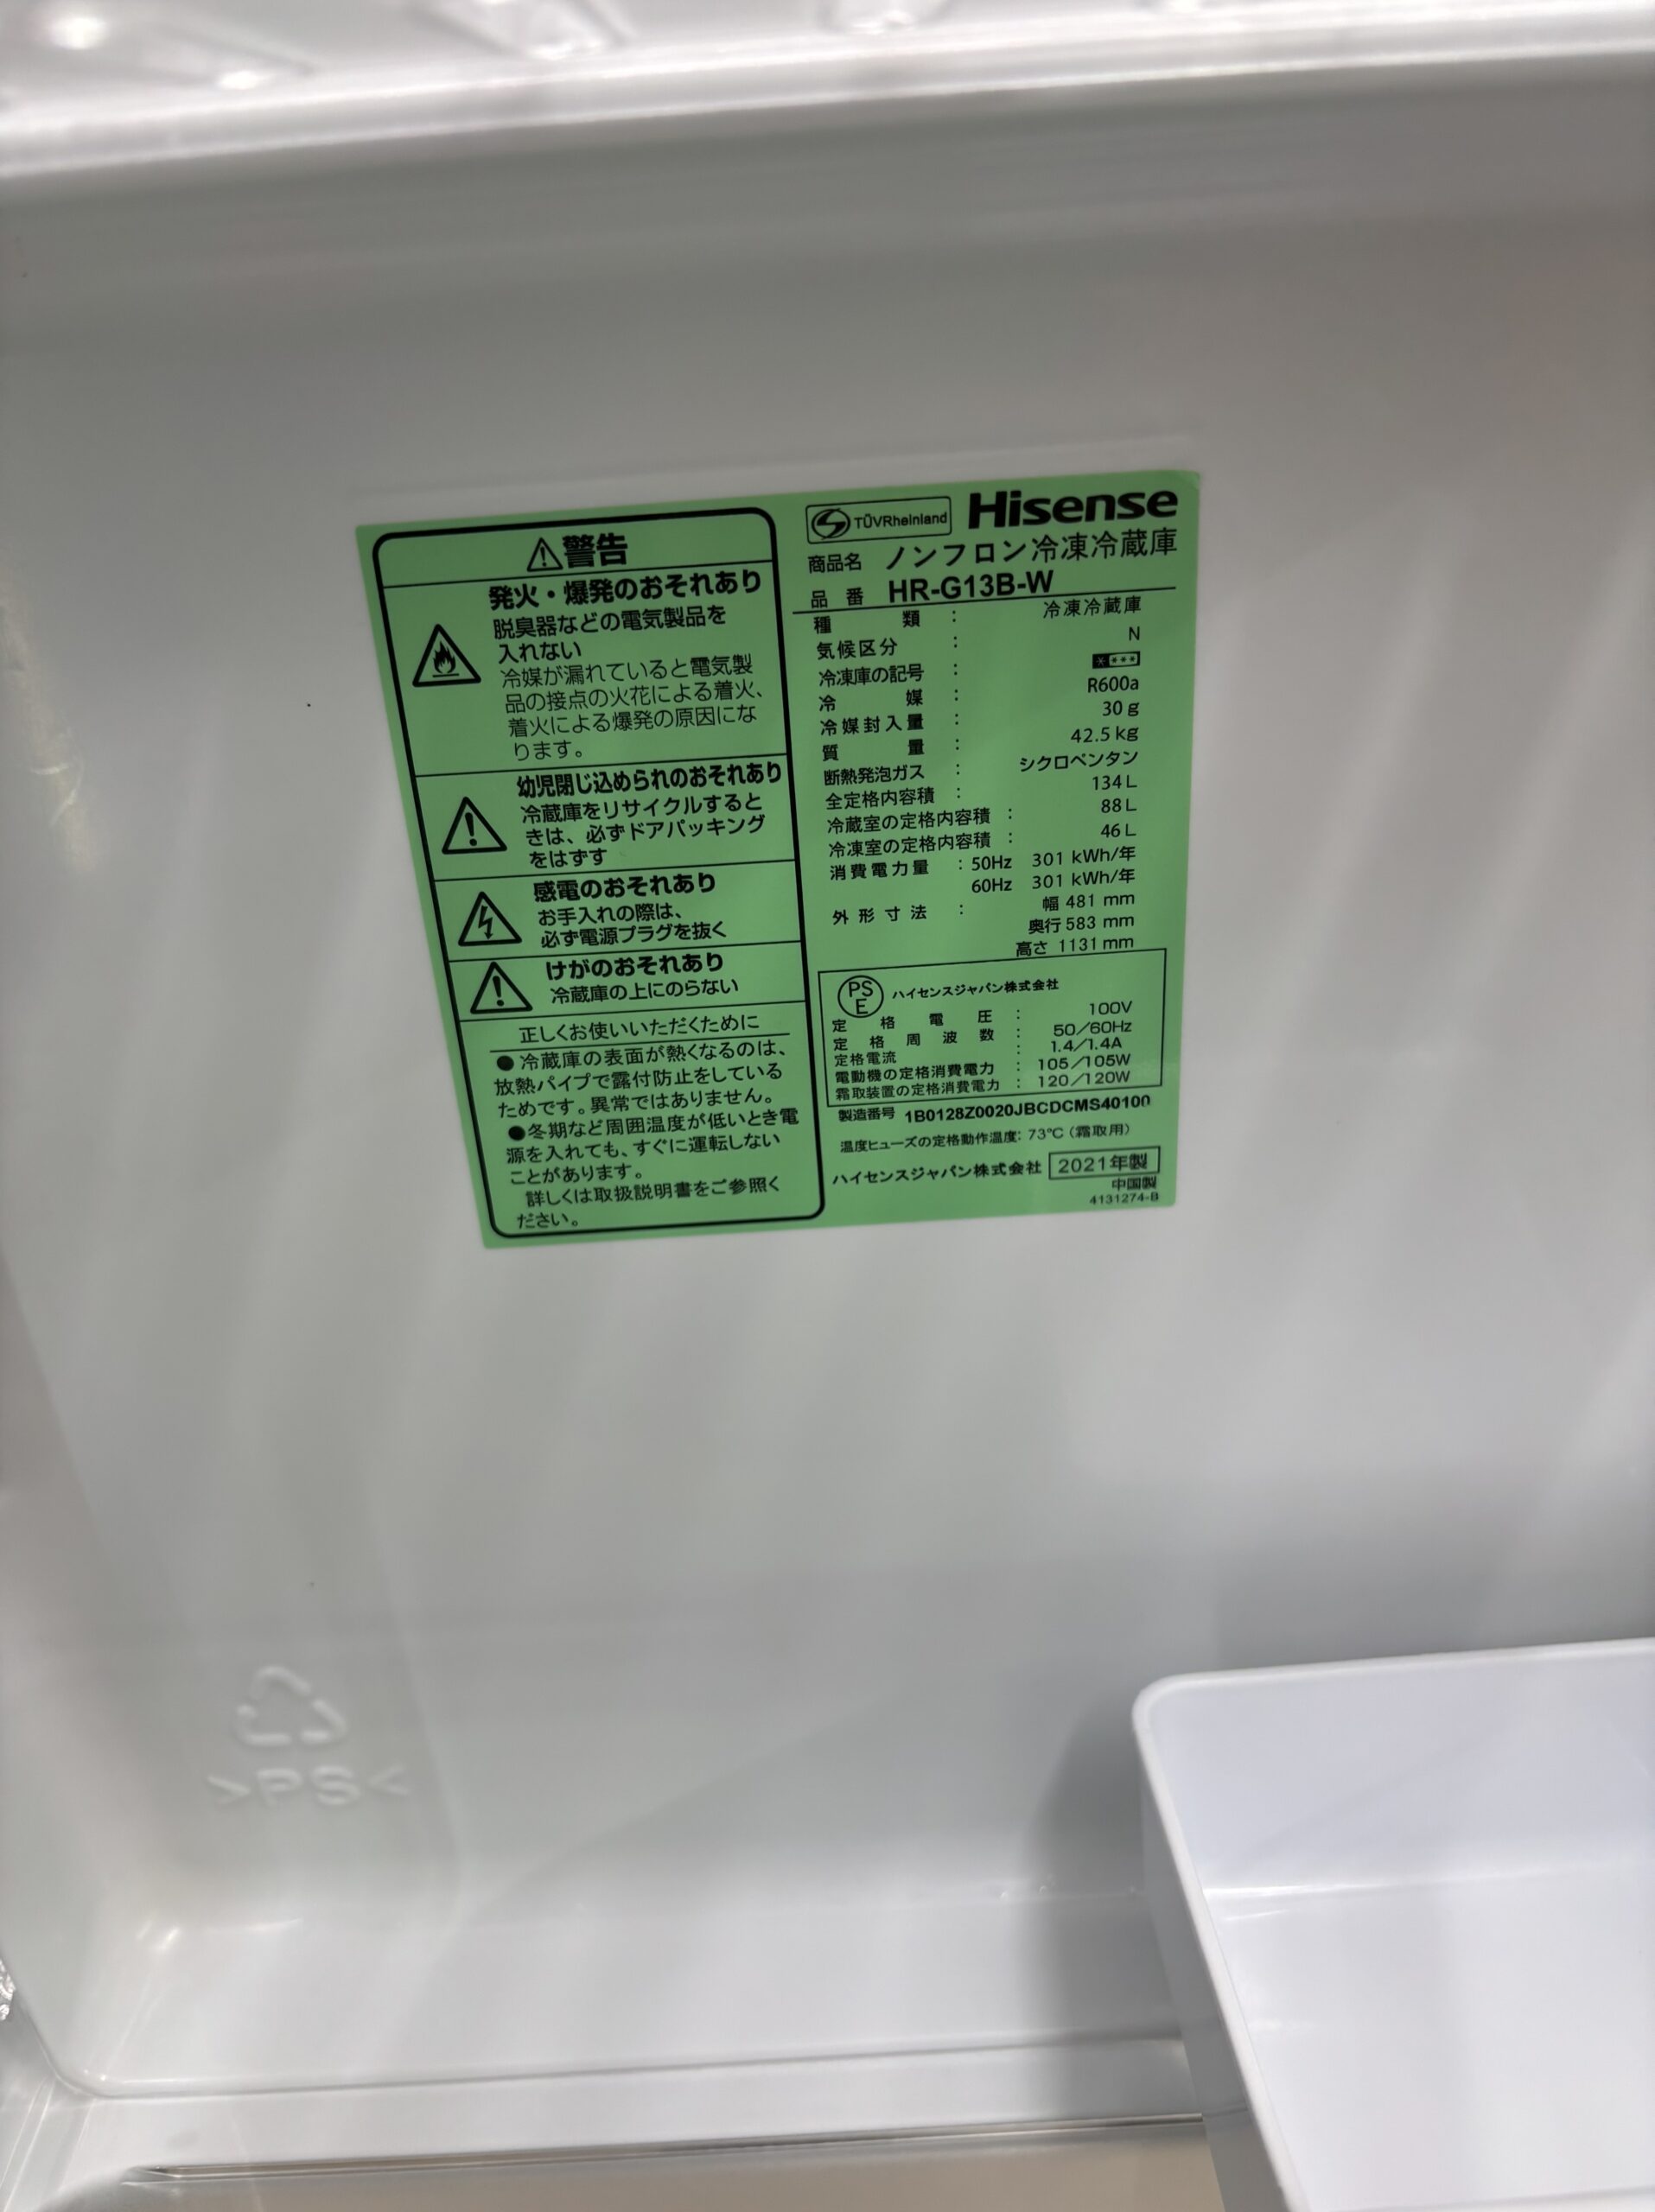 警告
発火・爆発のおそれあり
脱臭器などの電気製品を
入れない
冷媒が漏れていると電気製
品の接点の火花による着火、
着火による爆発の原因にな
ります。
幼児閉じ込められのおそれあり
冷蔵庫をリサイクルすると
きは、必ずドアパッキング
をはずす
感電のおそれあり
お手入れの際は、
必ず電源プラグを抜く
けがのおそれあり
冷蔵庫の上にのらない
正しくお使いいただくために
●冷蔵庫の表面が熱くなるのは、
放熱パイプで露付防止をしている
ためです。異常ではありません。
●冬期など周囲温度が低いとき電
源を入れても、すぐに運転しない
ことがあります。
詳しくは取扱説明書をご参照く
ださい。
TÜVRheinland Hisense
商品名 ノンフロン冷凍冷蔵庫
品番 HR-G13B-W
種類 : 冷凍冷蔵庫
気候区分 : N
冷凍庫の記号 : ****
冷媒 : R600a
冷媒封入量 : 30 g
質量 : 42.5 kg
断熱発泡ガス : シクロペンタン
全定格内容積 : 134 L
冷蔵室の定格内容積 : 88 L
冷凍室の定格内容積 : 46 L
消費電力量 : 50Hz 301 kWh/年
60Hz 301 kWh/年
外形寸法 : 幅 481 mm
奥行 583 mm
高さ 1131 mm
PSE ハイセンスジャパン株式会社
定格電圧 : 100V
定格周波数 : 50/60Hz
定格電流 : 1.4/1.4A
電動機の定格消費電力 : 105/105W
霜取装置の定格消費電力 : 120/120W
製造番号 1B0128Z0020JBCDCMS40100
温度ヒューズの定格動作温度: 73℃(霜取用)
ハイセンスジャパン株式会社 2021年製
中国製
4131274-B
>PS<